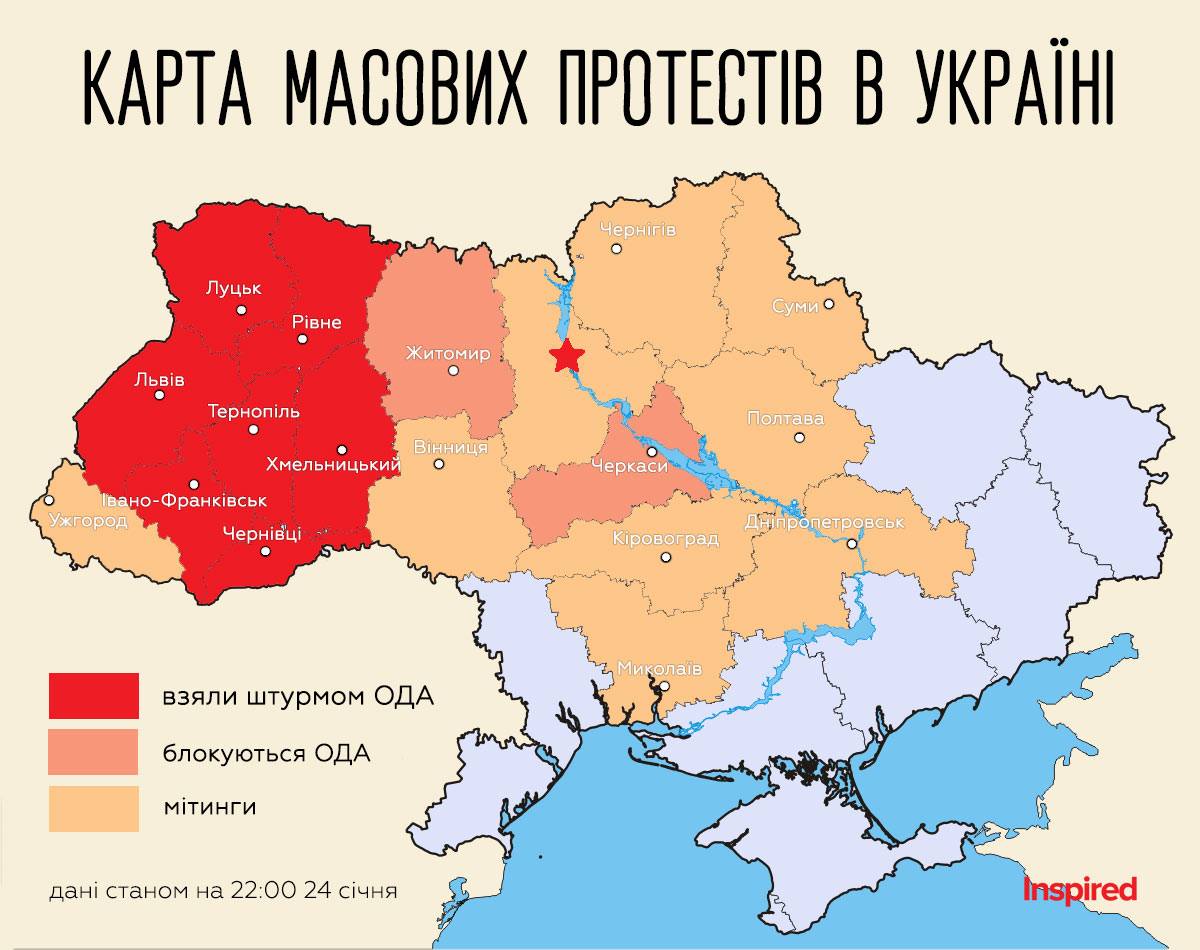 КАРТА МАСОВИХ ПРОТЕСТІВ В УКРАЇНІ
Чернігів
Луцьк
Суми
Рівне
Житомир
Львів
Тернопіль
Полтава
Вінниця
Хмельницький
Черкаси
Івано-Франківськ
Ужгород
Дніпропетровськ
Чернівці
Кіровоград
Миколаїв
взяли штурмом ОДА
блокуються ОДА
мітинги
дані станом на 22:00 24 січня
Inspired